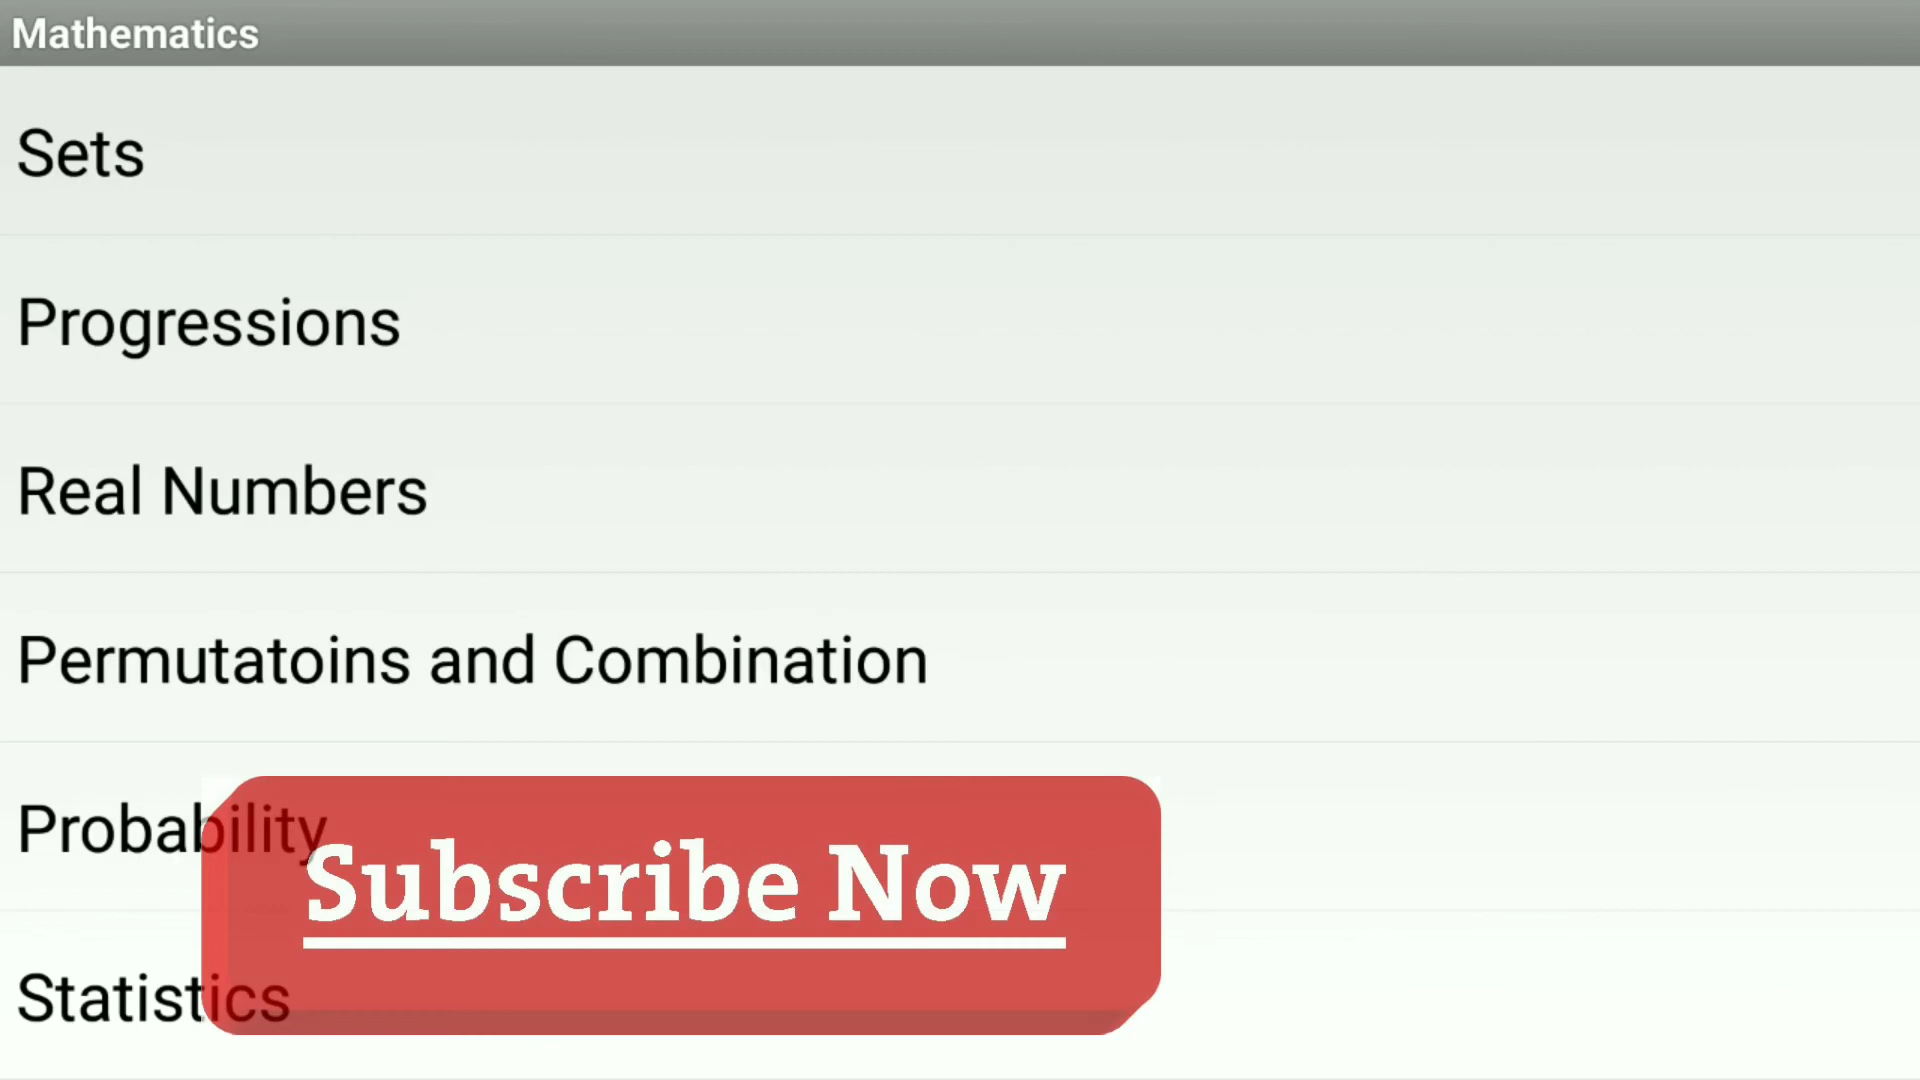 Mathematics
Sets
Progressions
Real Numbers
Permutatoins and Combination
Probability
Subscribe Now
Statistics